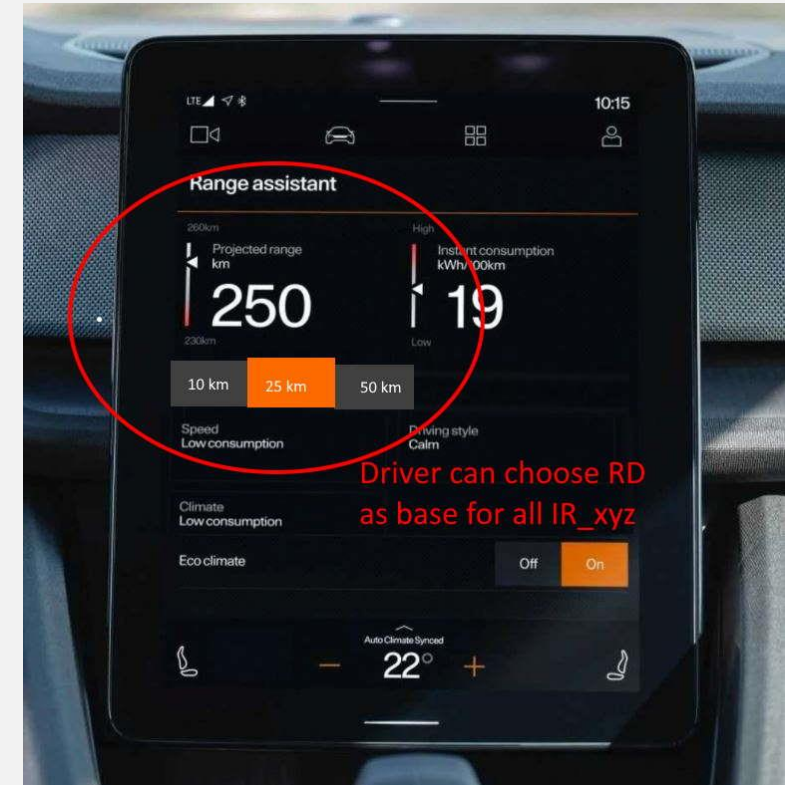 LTE
10:15
Range assistant
260km
Projected range
km
250
230km
High
Instant consumption
kWh/100km
19
Low
10 km
25 km
50 km
Speed
Low consumption
Driving style
Calm
Driver can choose RD
as base for all IR_xyz
Climate
Low consumption
Eco climate
Off
On
Auto Climate Synced
22°